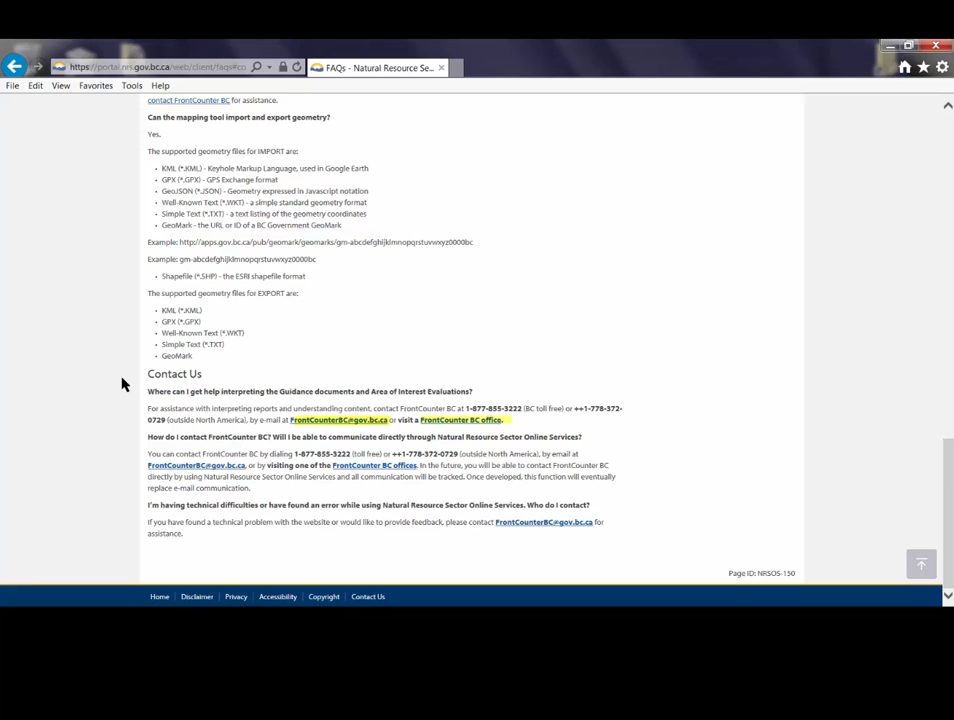 https://portal.nrs.gov.bc.ca/web/client/faqs#co
FAQs - Natural Resource Se...
File Edit View Favorites Tools Help
contact FrontCounter BC for assistance.
Can the mapping tool import and export geometry?
Yes.
The supported geometry files for IMPORT are:
• KML (*.KML) - Keyhole Markup Language, used in Google Earth
• GPX (*.GPX) - GPS Exchange format
• GeoJSON (*.JSON) - Geometry expressed in Javascript notation
• Well-Known Text (*.WKT) - a simple standard geometry format
• Simple Text (*.TXT) - a text listing of the geometry coordinates
• GeoMark - the URL or ID of a BC Government GeoMark
Example: http://apps.gov.bc.ca/pub/geomark/geomarks/gm-abcdefghijklmnopqrstuvwxyz0000bc
Example: gm-abcdefghijklmnopqrstuvwxyz0000bc
• Shapefile (*.SHP) - the ESRI shapefile format
The supported geometry files for EXPORT are:
• KML (*.KML)
• GPX (*.GPX)
• Well-Known Text (*.WKT)
• Simple Text (*.TXT)
• GeoMark
Contact Us
Where can I get help interpreting the Guidance documents and Area of Interest Evaluations?
For assistance with interpreting reports and understanding content, contact FrontCounter BC at 1-877-855-3222 (BC toll free) or ++1-778-372-
0729 (outside North America), by e-mail at FrontCounterBC@gov.bc.ca or visit a FrontCounter BC office.
How do I contact FrontCounter BC? Will I be able to communicate directly through Natural Resource Sector Online Services?
You can contact FrontCounter BC by dialing 1-877-855-3222 (toll free) or ++1-778-372-0729 (outside North America), by email at
FrontCounterBC@gov.bc.ca, or by visiting one of the FrontCounter BC offices. In the future, you will be able to contact FrontCounter BC
directly by using Natural Resource Sector Online Services and all communication will be tracked. Once developed, this function will eventually
replace e-mail communication.
I'm having technical difficulties or have found an error while using Natural Resource Sector Online Services. Who do I contact?
If you have found a technical problem with the website or would like to provide feedback, please contact FrontCounterBC@gov.bc.ca for
assistance.
Page ID: NRSOS-150
Home | Disclaimer | Privacy | Accessibility | Copyright | Contact Us